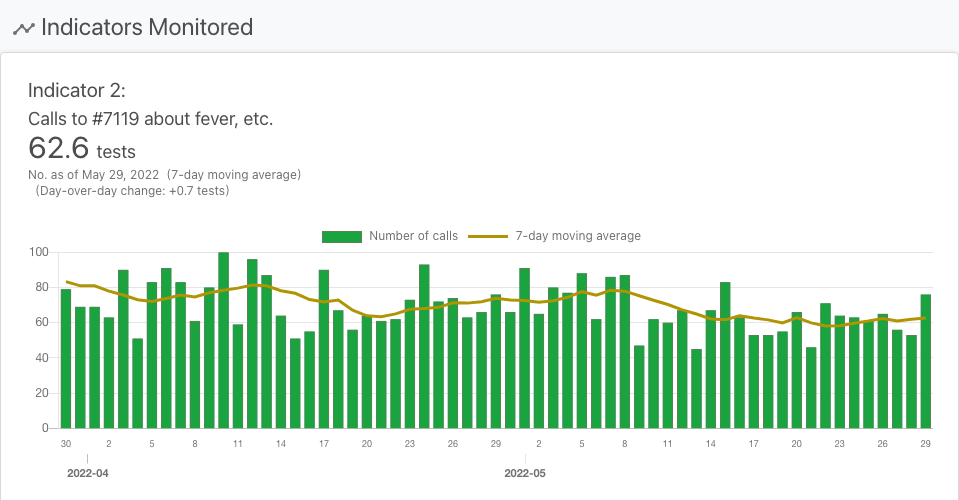 Indicators Monitored
Indicator 2:
Calls to #7119 about fever, etc.
62.6 tests
No. as of May 29, 2022 (7-day moving average)
(Day-over-day change: +0.7 tests)
Number of calls 7-day moving average
100
80
60
40
20
0
30 2 5 8 11 14 17 20 23 26 29 2 5 8 11 14 17 20 23 26 29
2022-04 2022-05